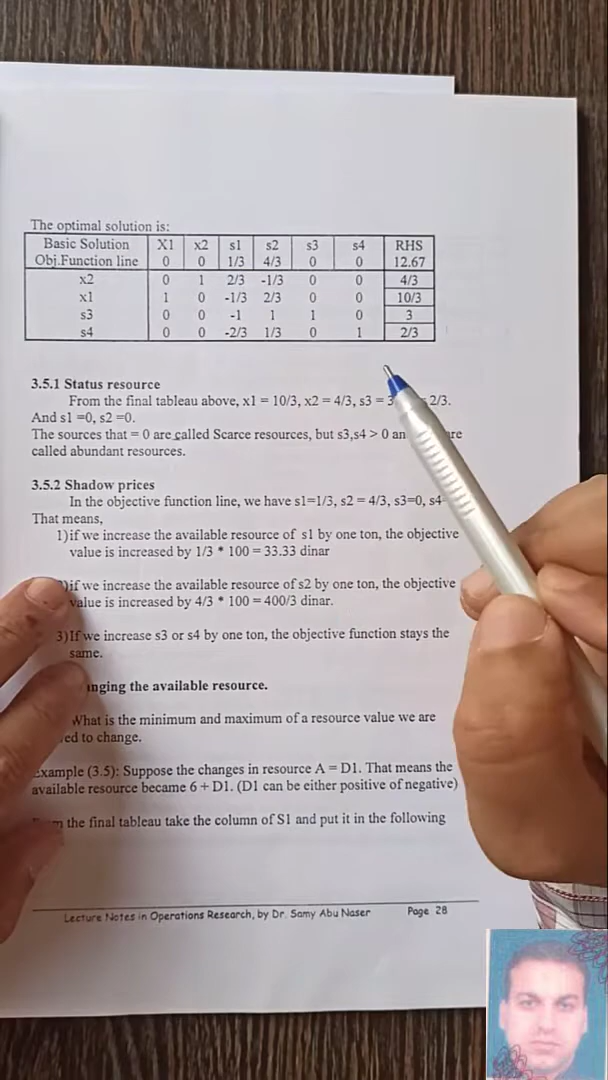 The optimal solution is:
Basic Solution X1 x2 s1 s2 s3 s4 RHS
Obj.Function line 0 0 1/3 4/3 0 0 12.67
x2 0 1 2/3 -1/3 0 0 4/3
x1 1 0 -1/3 2/3 0 0 10/3
s3 0 0 -1 1 1 0 3
s4 0 0 -2/3 1/3 0 1 2/3
3.5.1 Status resource
From the final tableau above, x1 = 10/3, x2 = 4/3, s3 = 3 2/3.
And s1 =0, s2 =0.
The sources that = 0 are called Scarce resources, but s3,s4 > 0 an are
called abundant resources.
3.5.2 Shadow prices
In the objective function line, we have s1=1/3, s2 = 4/3, s3=0, s4
That means,
1)if we increase the available resource of s1 by one ton, the objective
value is increased by 1/3 * 100 = 33.33 dinar
)if we increase the available resource of s2 by one ton, the objective
value is increased by 4/3 * 100 = 400/3 dinar.
3)If we increase s3 or s4 by one ton, the objective function stays the
same.
nging the available resource.
What is the minimum and maximum of a resource value we are
ed to change.
Example (3.5): Suppose the changes in resource A = D1. That means the
available resource became 6 + D1. (D1 can be either positive of negative)
m the final tableau take the column of S1 and put it in the following
Lecture Notes in Operations Research, by Dr. Samy Abu Naser Page 28